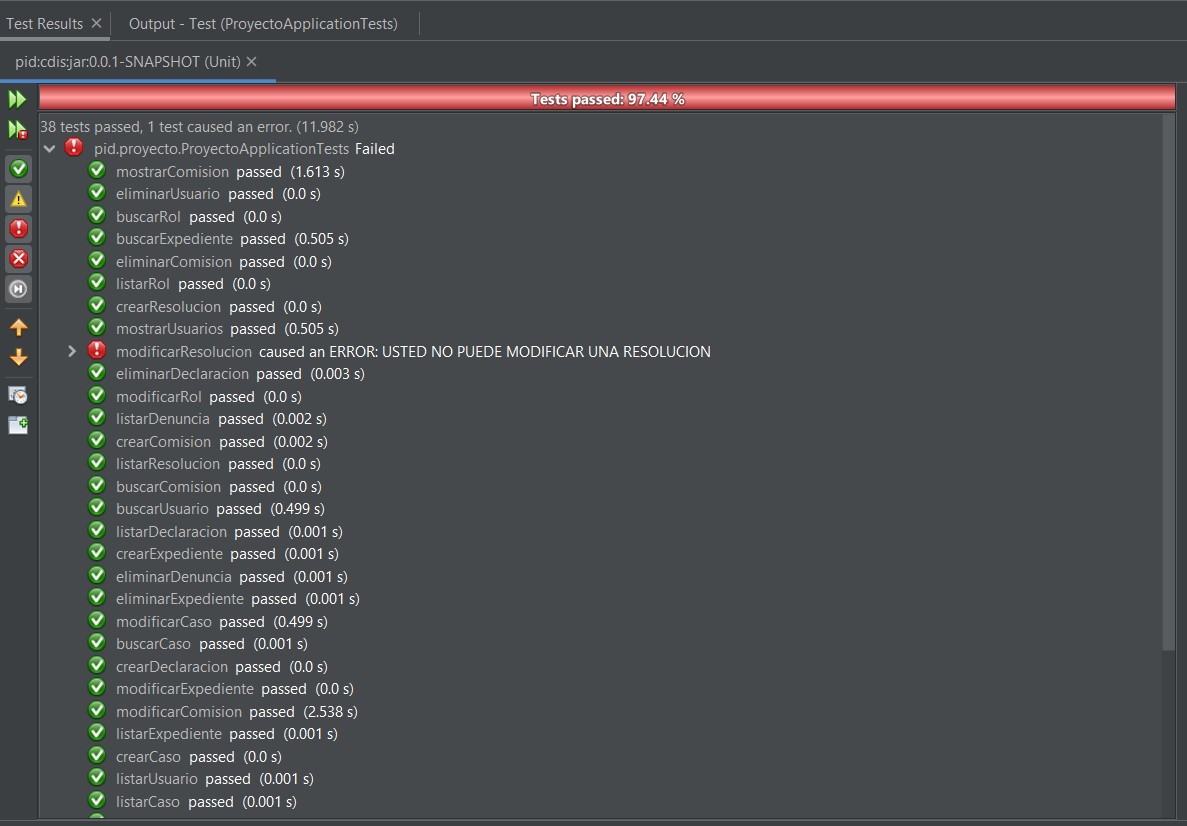 Test Results
Output - Test (ProyectoApplicationTests)
pid:cdis:jar:0.0.1-SNAPSHOT (Unit)
Tests passed: 97.44 %
38 tests passed, 1 test caused an error. (11.982 s)
pid.proyecto.ProyectoApplicationTests Failed
mostrarComision passed (1.613 s)
eliminarUsuario passed (0.0 s)
buscarRol passed (0.0 s)
buscarExpediente passed (0.505 s)
eliminarComision passed (0.0 s)
listarRol passed (0.0 s)
crearResolucion passed (0.0 s)
mostrarUsuarios passed (0.505 s)
modificarResolucion caused an ERROR: USTED NO PUEDE MODIFICAR UNA RESOLUCION
eliminarDeclaracion passed (0.003 s)
modificarRol passed (0.0 s)
listarDenuncia passed (0.002 s)
crearComision passed (0.002 s)
listarResolucion passed (0.0 s)
buscarComision passed (0.0 s)
buscarUsuario passed (0.499 s)
listarDeclaracion passed (0.001 s)
crearExpediente passed (0.001 s)
eliminarDenuncia passed (0.001 s)
eliminarExpediente passed (0.001 s)
modificarCaso passed (0.499 s)
buscarCaso passed (0.001 s)
crearDeclaracion passed (0.0 s)
modificarExpediente passed (0.0 s)
modificarComision passed (2.538 s)
listarExpediente passed (0.001 s)
crearCaso passed (0.0 s)
listarUsuario passed (0.001 s)
listarCaso passed (0.001 s)